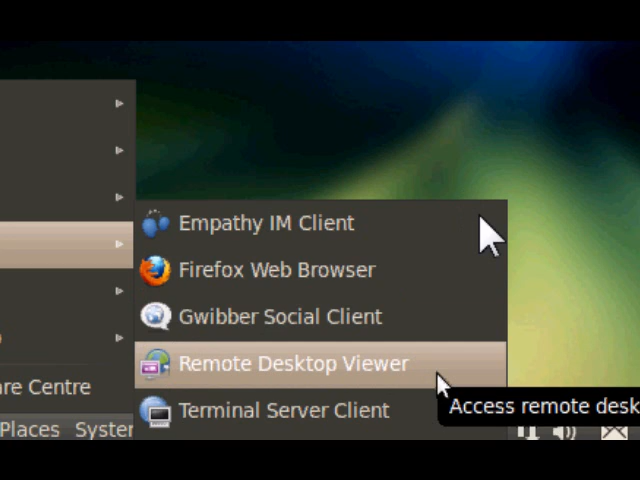 Empathy IM Client
Firefox Web Browser
Gwibber Social Client
Remote Desktop Viewer
Terminal Server Client
Access remote desk
are Centre
Places System